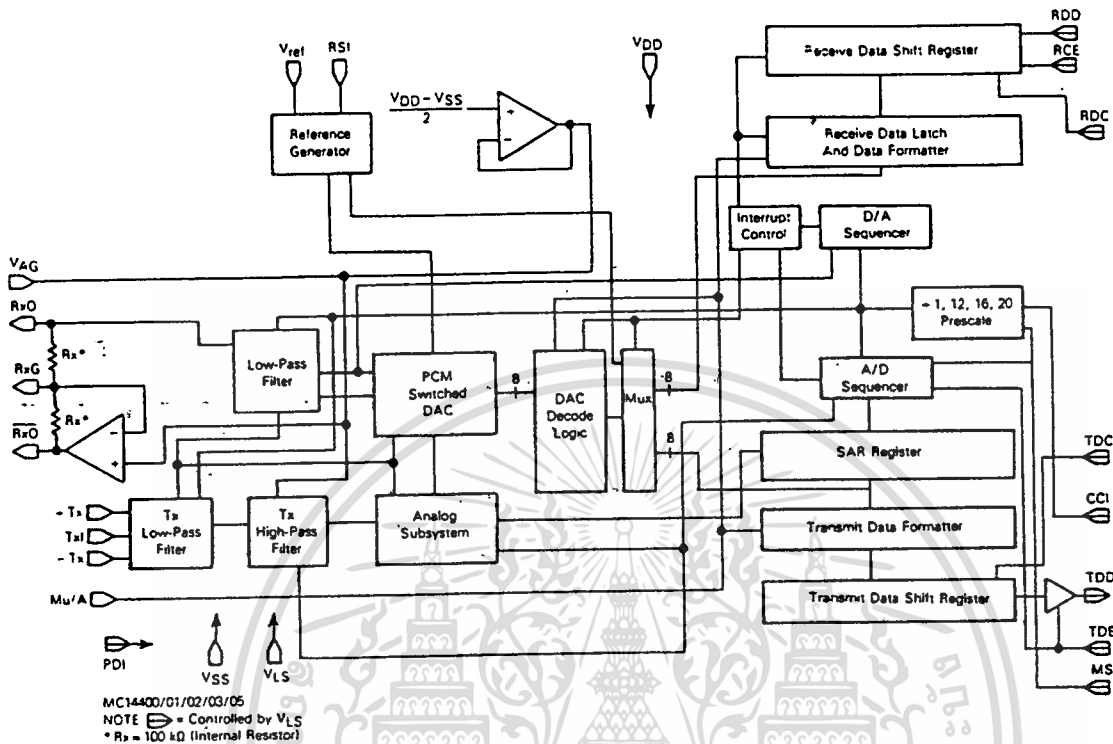 Vref
RSI
VDD
RDD
RCE
RDC
Receive Data Shift Register
VDD - VSS
2
+
-
Reference
Generator
Receive Data Latch
And Data Formatter
Interrupt
Control
D/A
Sequencer
VAG
RxO
Rx*
RxG
Rx*
RxO
-
+
Low-Pass
Filter
PCM
Switched
DAC
8
DAC
Decode
Logic
Mux
8
8
÷ 1, 12, 16, 20
Prescale
A/D
Sequencer
SAR Register
TDC
CCI
+Tx
TxI
-Tx
Tx
Low-Pass
Filter
Tx
High-Pass
Filter
Analog
Subsystem
Transmit Data Formatter
Transmit Data Shift Register
TDD
TDE
MSI
Mu/A
PDI
VSS
VLS
MC14400/01/02/03/05
NOTE = Controlled by VLS
* Rx = 100 kΩ (Internal Resistor)